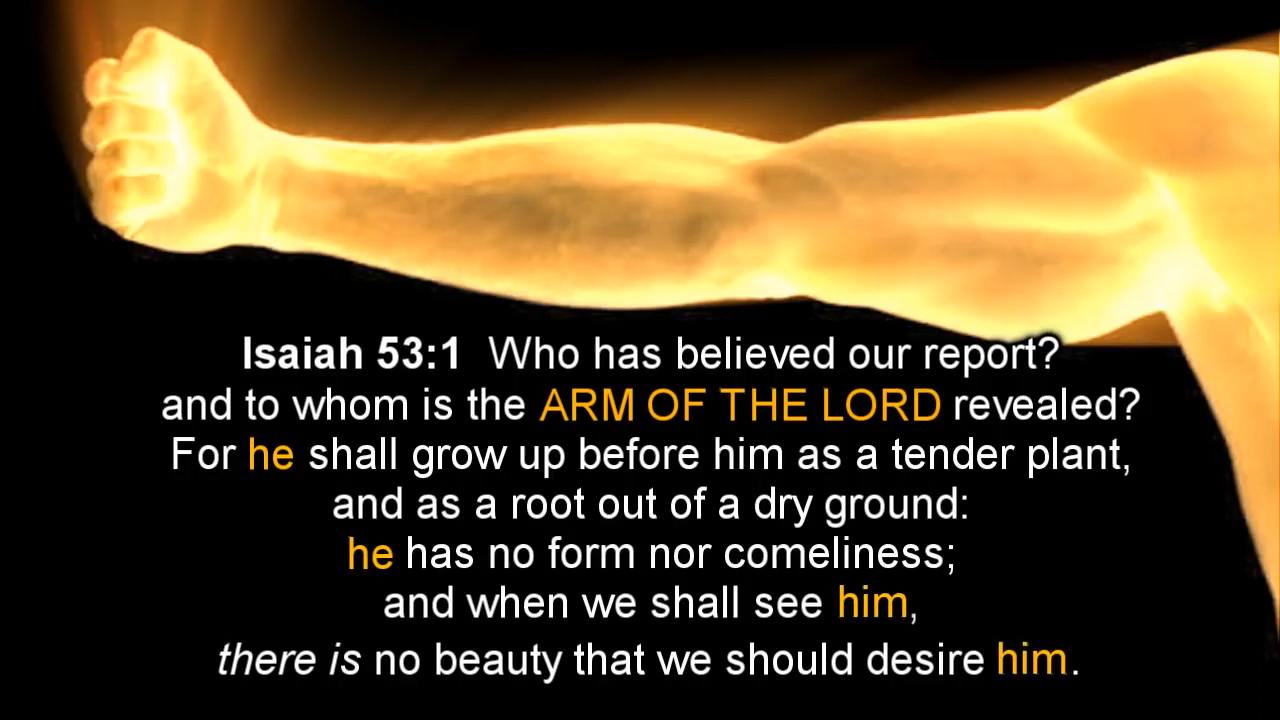 Isaiah 53:1 Who has believed our report?
and to whom is the ARM OF THE LORD revealed?
For he shall grow up before him as a tender plant,
and as a root out of a dry ground:
he has no form nor comeliness;
and when we shall see him,
there is no beauty that we should desire him.